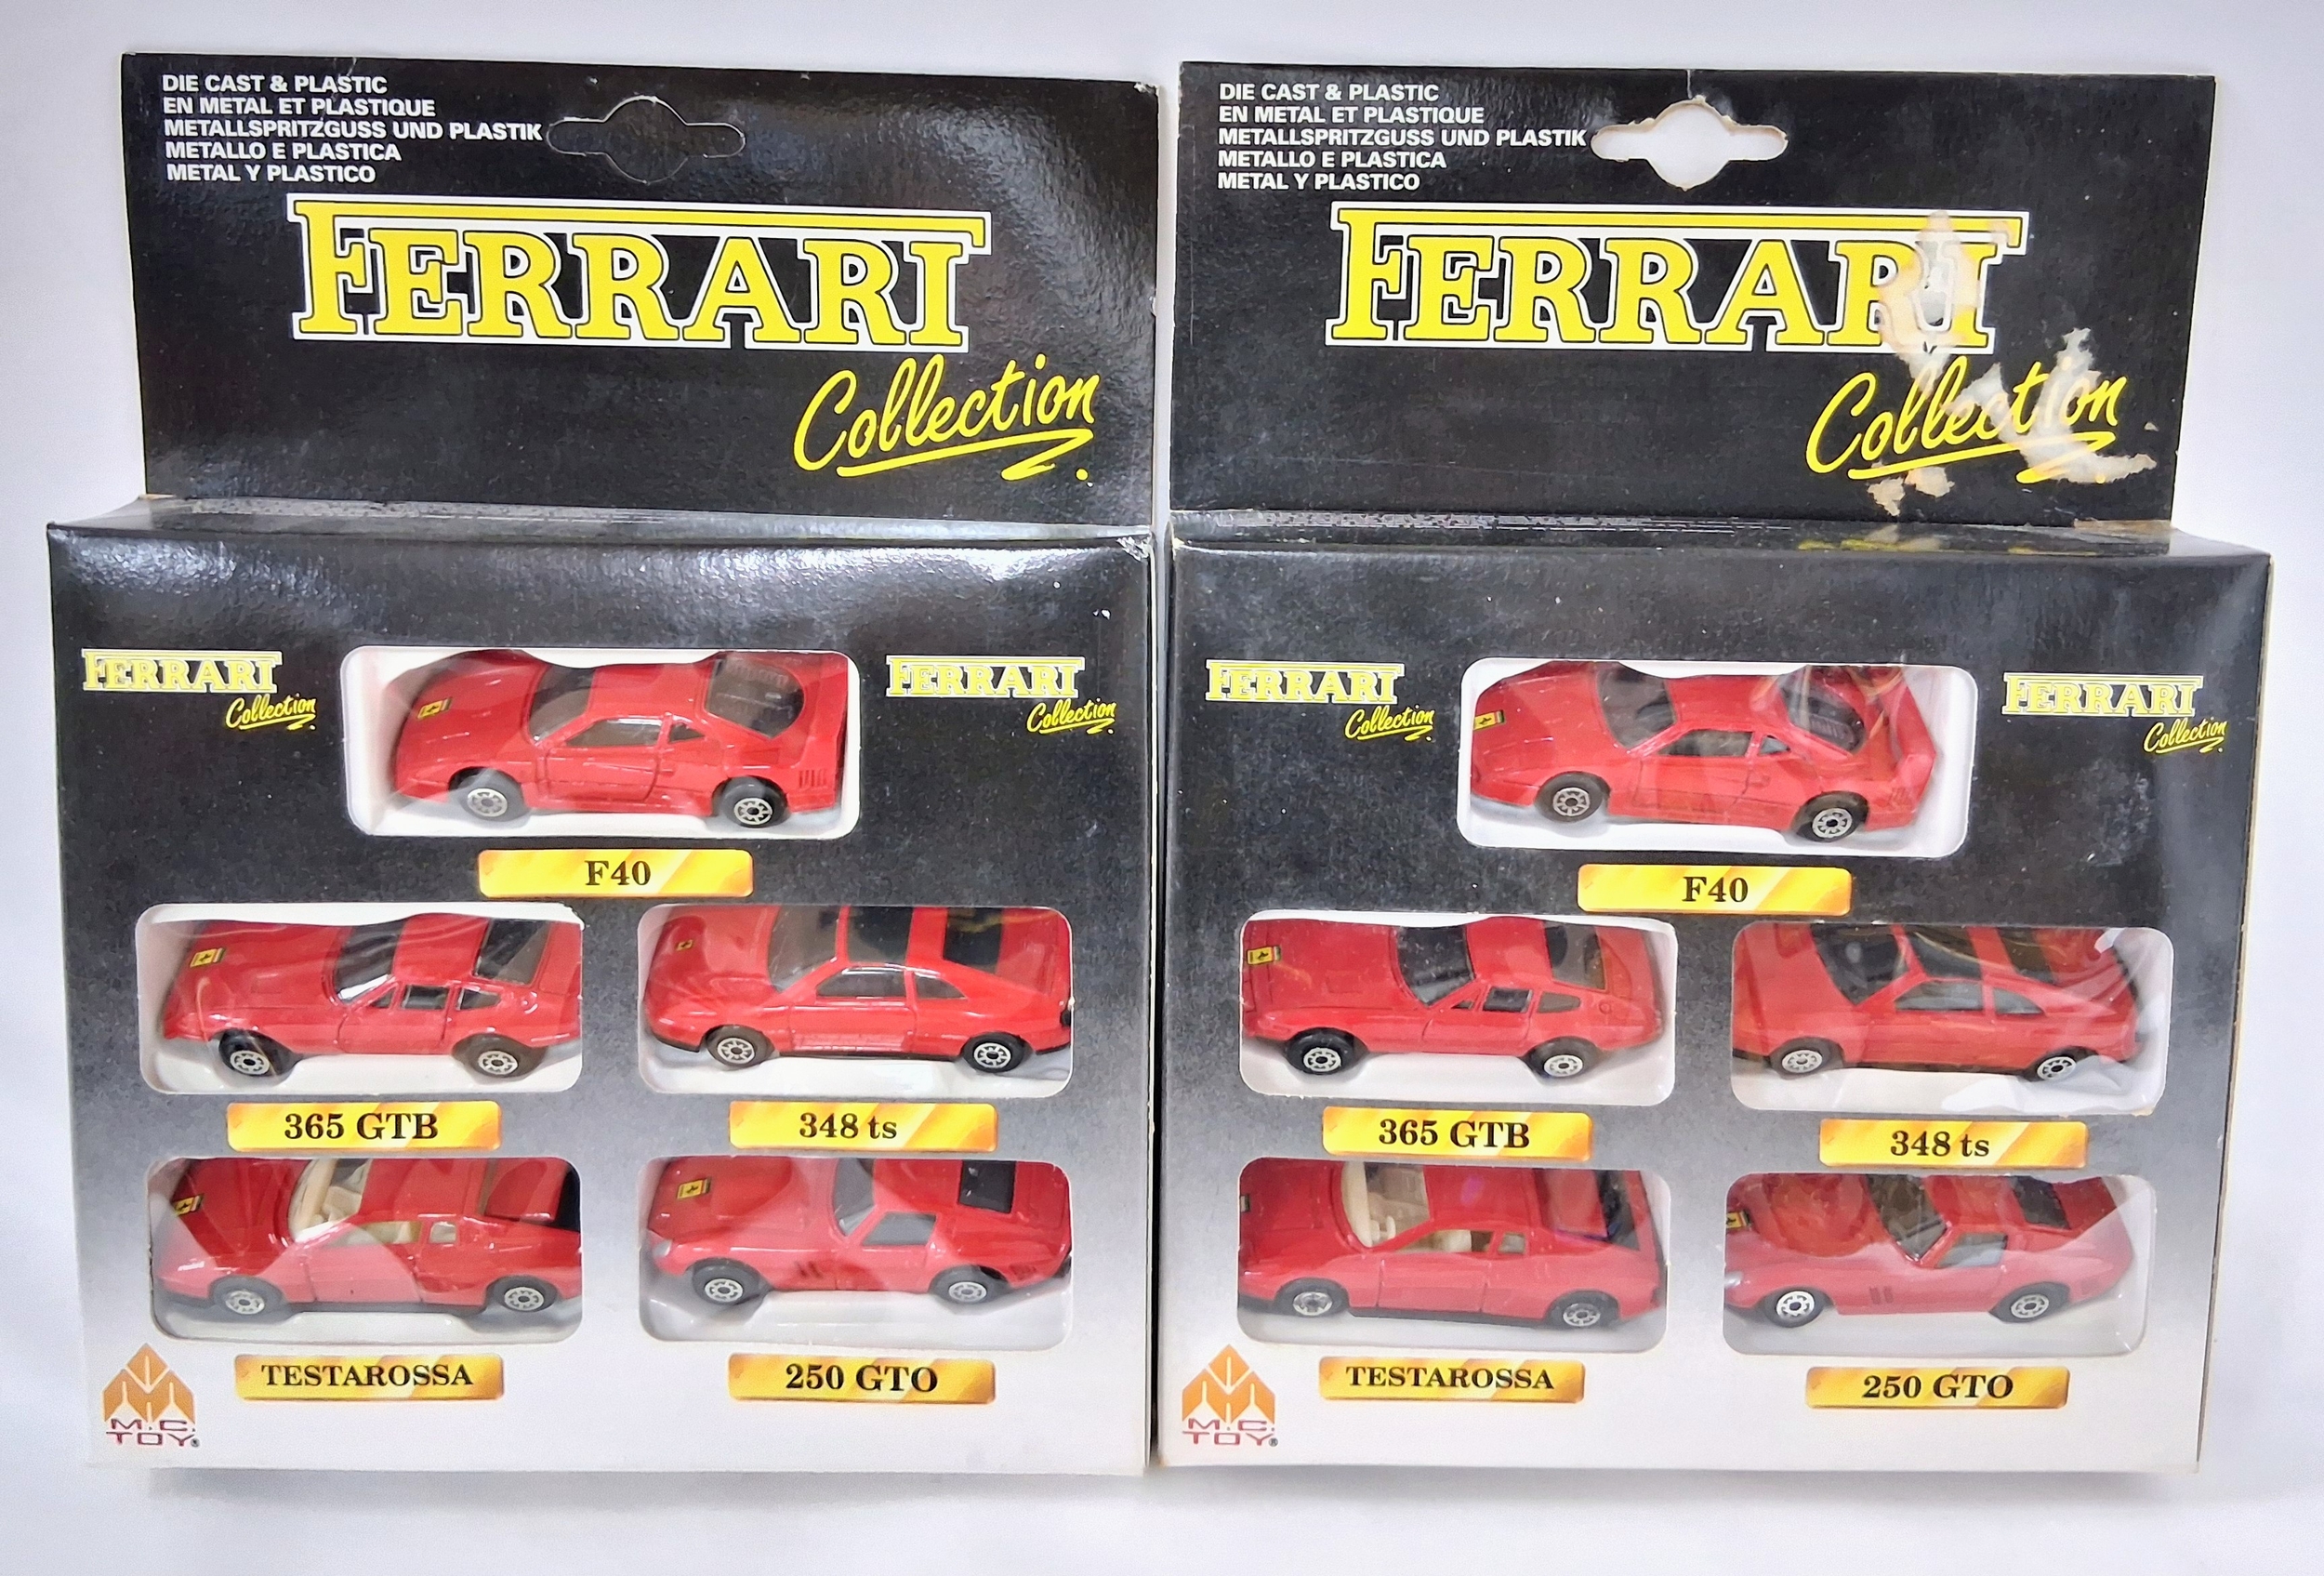 DIE CAST & PLASTIC
EN METAL ET PLASTIQUE
METALLSPRITZGUSS UND PLASTIK
METALLO E PLASTICA
METAL Y PLASTICO
FERRARI
Collection
FERRARI
Collection
FERRARI
Collection
F40
365 GTB
348 ts
TESTAROSSA
250 GTO
M.C.
TOY®
DIE CAST & PLASTIC
EN METAL ET PLASTIQUE
METALLSPRITZGUSS UND PLASTIK
METALLO E PLASTICA
METAL Y PLASTICO
FERRARI
Collection
FERRARI
Collection
FERRARI
Collection
F40
365 GTB
348 ts
TESTAROSSA
250 GTO
M.C.
TOY®